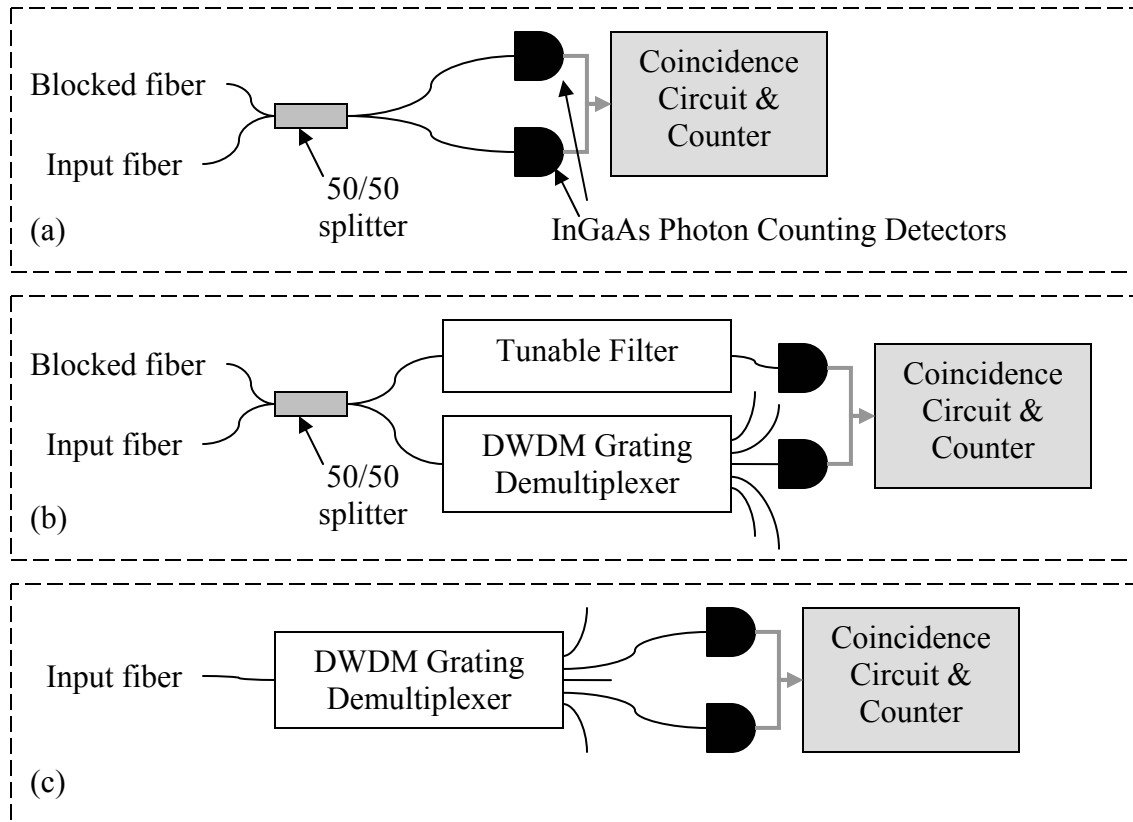 Blocked fiber
Input fiber
50/50
splitter
Coincidence
Circuit &
Counter
InGaAs Photon Counting Detectors
(a)
Blocked fiber
Input fiber
50/50
splitter
Tunable Filter
DWDM Grating
Demultiplexer
Coincidence
Circuit &
Counter
(b)
Input fiber
DWDM Grating
Demultiplexer
Coincidence
Circuit &
Counter
(c)